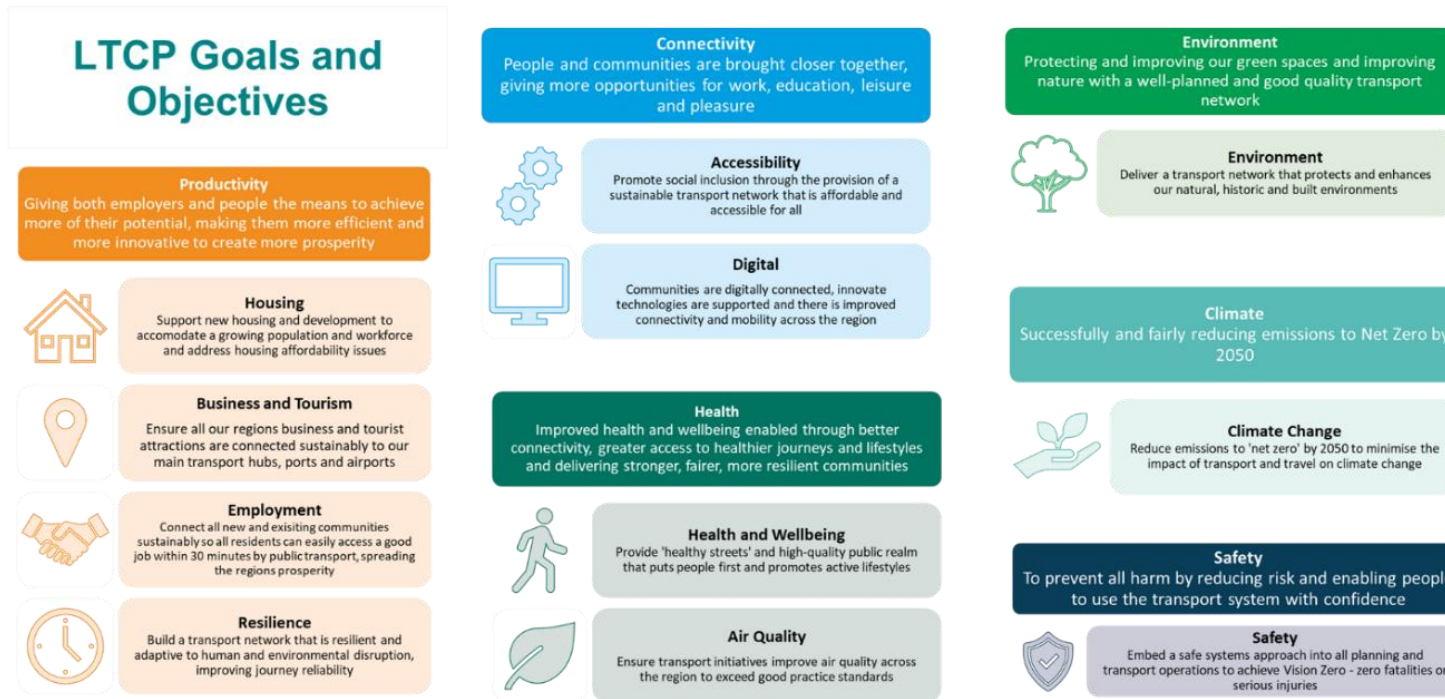 LTCP Goals and
Objectives
Productivity
Giving both employers and people the means to achieve
more of their potential, making them more efficient and
more innovative to create more prosperity
Housing
Support new housing and development to
accomodate a growing population and workforce
and address housing affordability issues
Business and Tourism
Ensure all our regions business and tourist
attractions are connected sustainably to our
main transport hubs, ports and airports
Employment
Connect all new and exisiting communities
sustainably so all residents can easily access a good
job within 30 minutes by public transport, spreading
the regions prosperity
Resilience
Build a transport network that is resilient and
adaptive to human and environmental disruption,
improving journey reliability
Connectivity
People and communities are brought closer together,
giving more opportunities for work, education, leisure
and pleasure
Accessibility
Promote social inclusion through the provision of a
sustainable transport network that is affordable and
accessible for all
Digital
Communities are digitally connected, innovate
technologies are supported and there is improved
connectivity and mobility across the region
Health
Improved health and wellbeing enabled through better
connectivity, greater access to healthier journeys and lifestyles
and delivering stronger, fairer, more resilient communities
Health and Wellbeing
Provide 'healthy streets' and high-quality public realm
that puts people first and promotes active lifestyles
Air Quality
Ensure transport initiatives improve air quality across
the region to exceed good practice standards
Environment
Protecting and improving our green spaces and improving
nature with a well-planned and good quality transport
network
Environment
Deliver a transport network that protects and enhances
our natural, historic and built environments
Climate
Successfully and fairly reducing emissions to Net Zero by
2050
Climate Change
Reduce emissions to 'net zero' by 2050 to minimise the
impact of transport and travel on climate change
Safety
To prevent all harm by reducing risk and enabling people
to use the transport system with confidence
Safety
Embed a safe systems approach into all planning and
transport operations to achieve Vision Zero - zero fatalities or
serious injuries